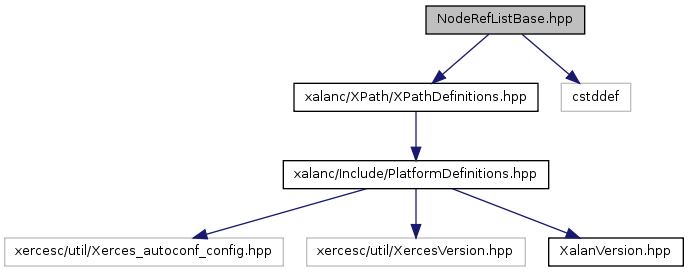 NodeRefListBase.hpp
xalanc/XPath/XPathDefinitions.hpp
cstddef
xalanc/Include/PlatformDefinitions.hpp
xercesc/util/Xerces_autoconf_config.hpp
xercesc/util/XercesVersion.hpp
XalanVersion.hpp